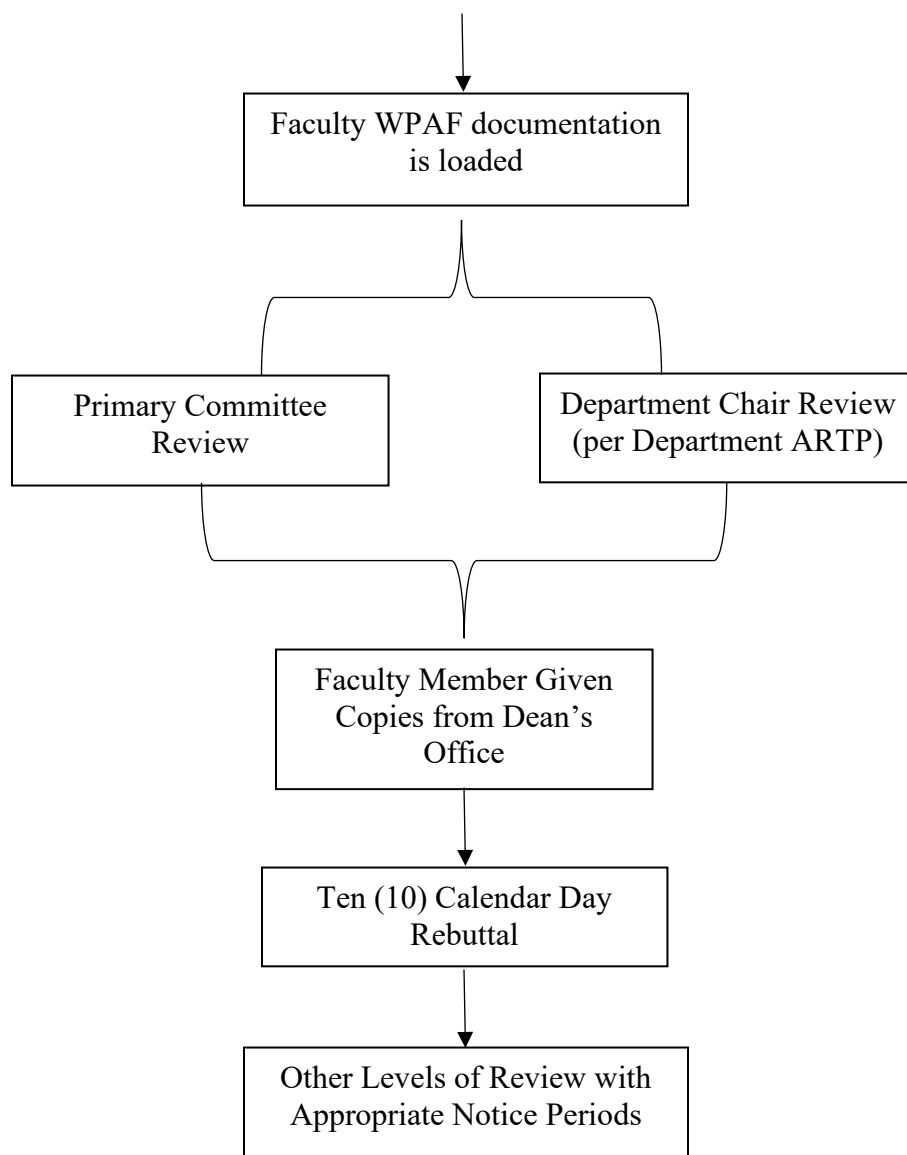 Faculty WPAF documentation
is loaded
Primary Committee
Review
Department Chair Review
(per Department ARTP)
Faculty Member Given
Copies from Dean’s
Office
Ten (10) Calendar Day
Rebuttal
Other Levels of Review with
Appropriate Notice Periods